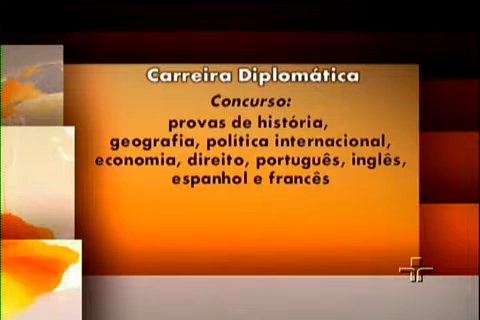 Carreira Diplomática
Concurso:
provas de história,
geografia, política internacional,
economia, direito, português, inglês,
espanhol e francês